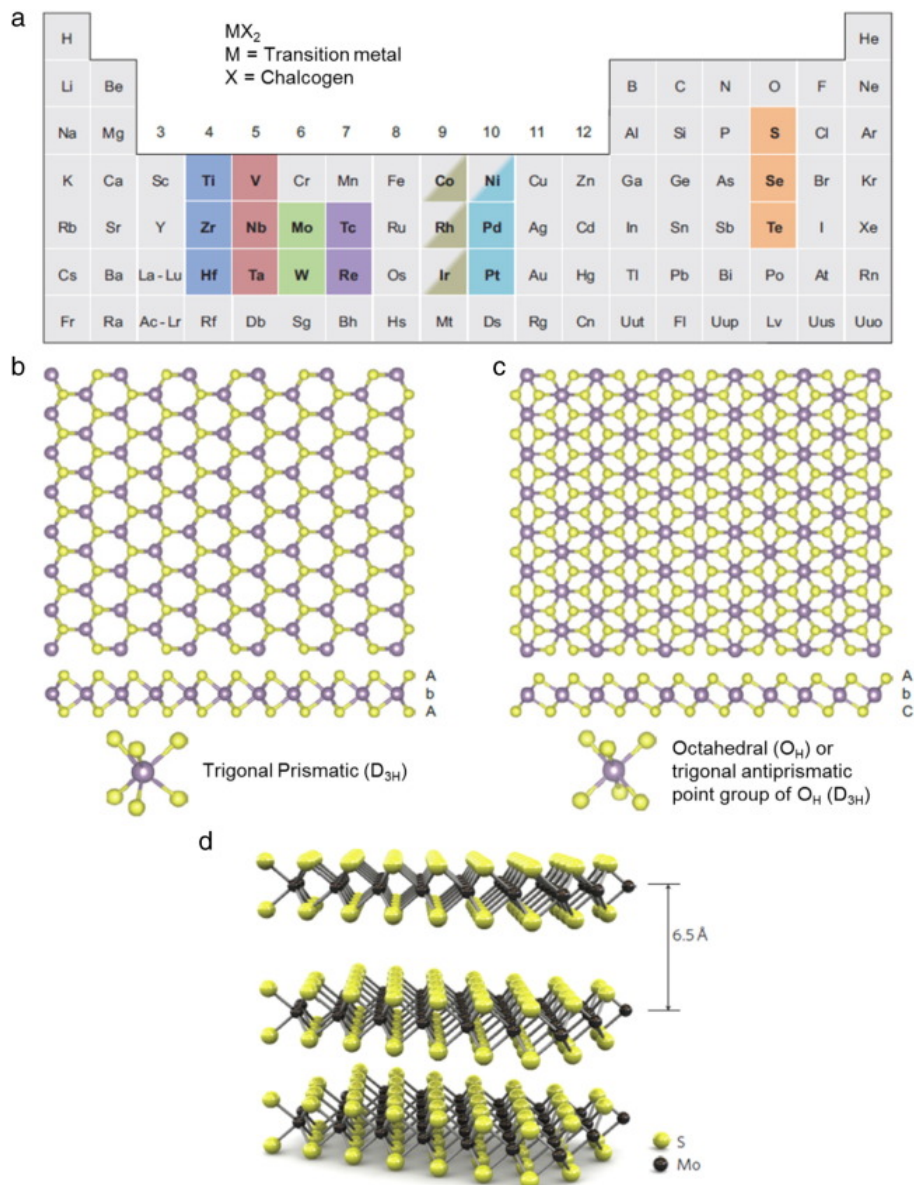 a
MX₂
M = Transition metal
X = Chalcogen
H He
Li Be B C N O F Ne
Na Mg 3 4 5 6 7 8 9 10 11 12 Al Si P S Cl Ar
K Ca Sc Ti V Cr Mn Fe Co Ni Cu Zn Ga Ge As Se Br Kr
Rb Sr Y Zr Nb Mo Tc Ru Rh Pd Ag Cd In Sn Sb Te I Xe
Cs Ba La - Lu Hf Ta W Re Os Ir Pt Au Hg Tl Pb Bi Po At Rn
Fr Ra Ac - Lr Rf Db Sg Bh Hs Mt Ds Rg Cn Uut Fl Uup Lv Uus Uuo
b
A
b
A
Trigonal Prismatic (D₃H)
c
A
b
C
Octahedral (OH) or
trigonal antiprismatic
point group of OH (D₃H)
d
6.5 Å
S
Mo